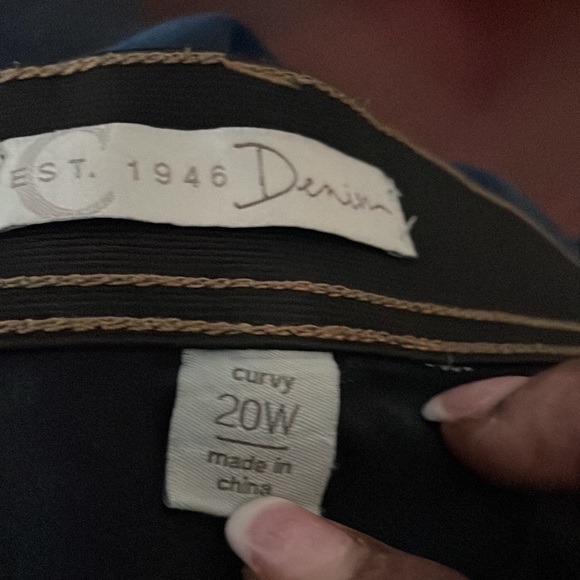 EST. 1946 Denim
curvy
20W
made in
china